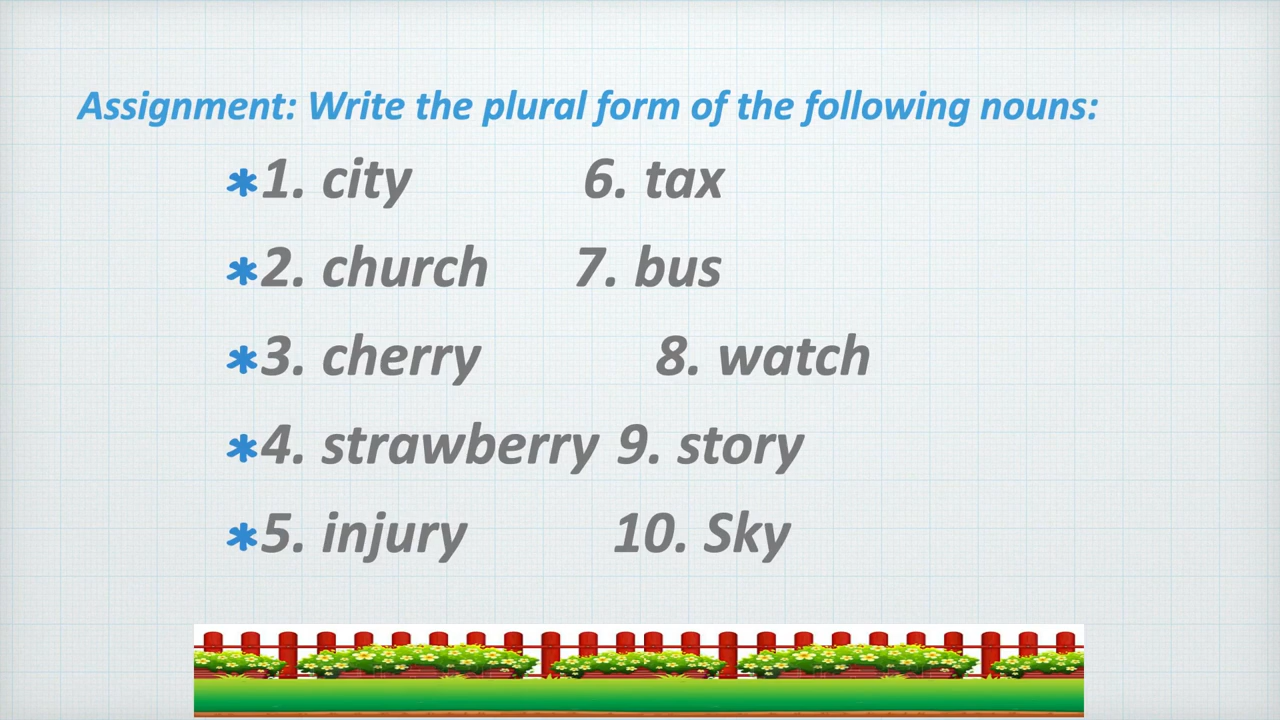 Assignment: Write the plural form of the following nouns:
*1. city 6. tax
*2. church 7. bus
*3. cherry 8. watch
*4. strawberry 9. story
*5. injury 10. Sky